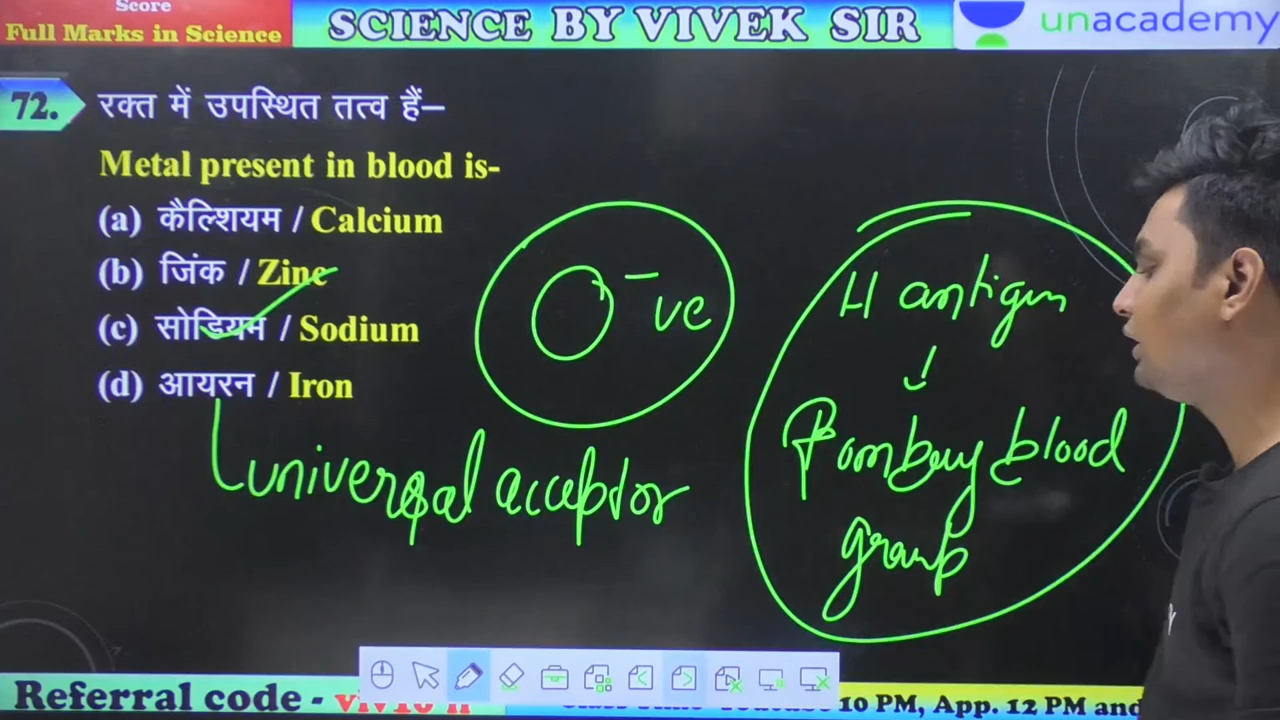 Score
Full Marks in Science
SCIENCE BY VIVEK SIR
unacademy
72. रक्त में उपस्थित तत्व हैं–
Metal present in blood is-
(a) कैल्शियम / Calcium
(b) जिंक / Zinc
(c) सोडियम / Sodium
(d) आयरन / Iron
O -ve
universal acceptor
H antigen
Bombay blood
group
Referral code -
10 PM, App. 12 PM and